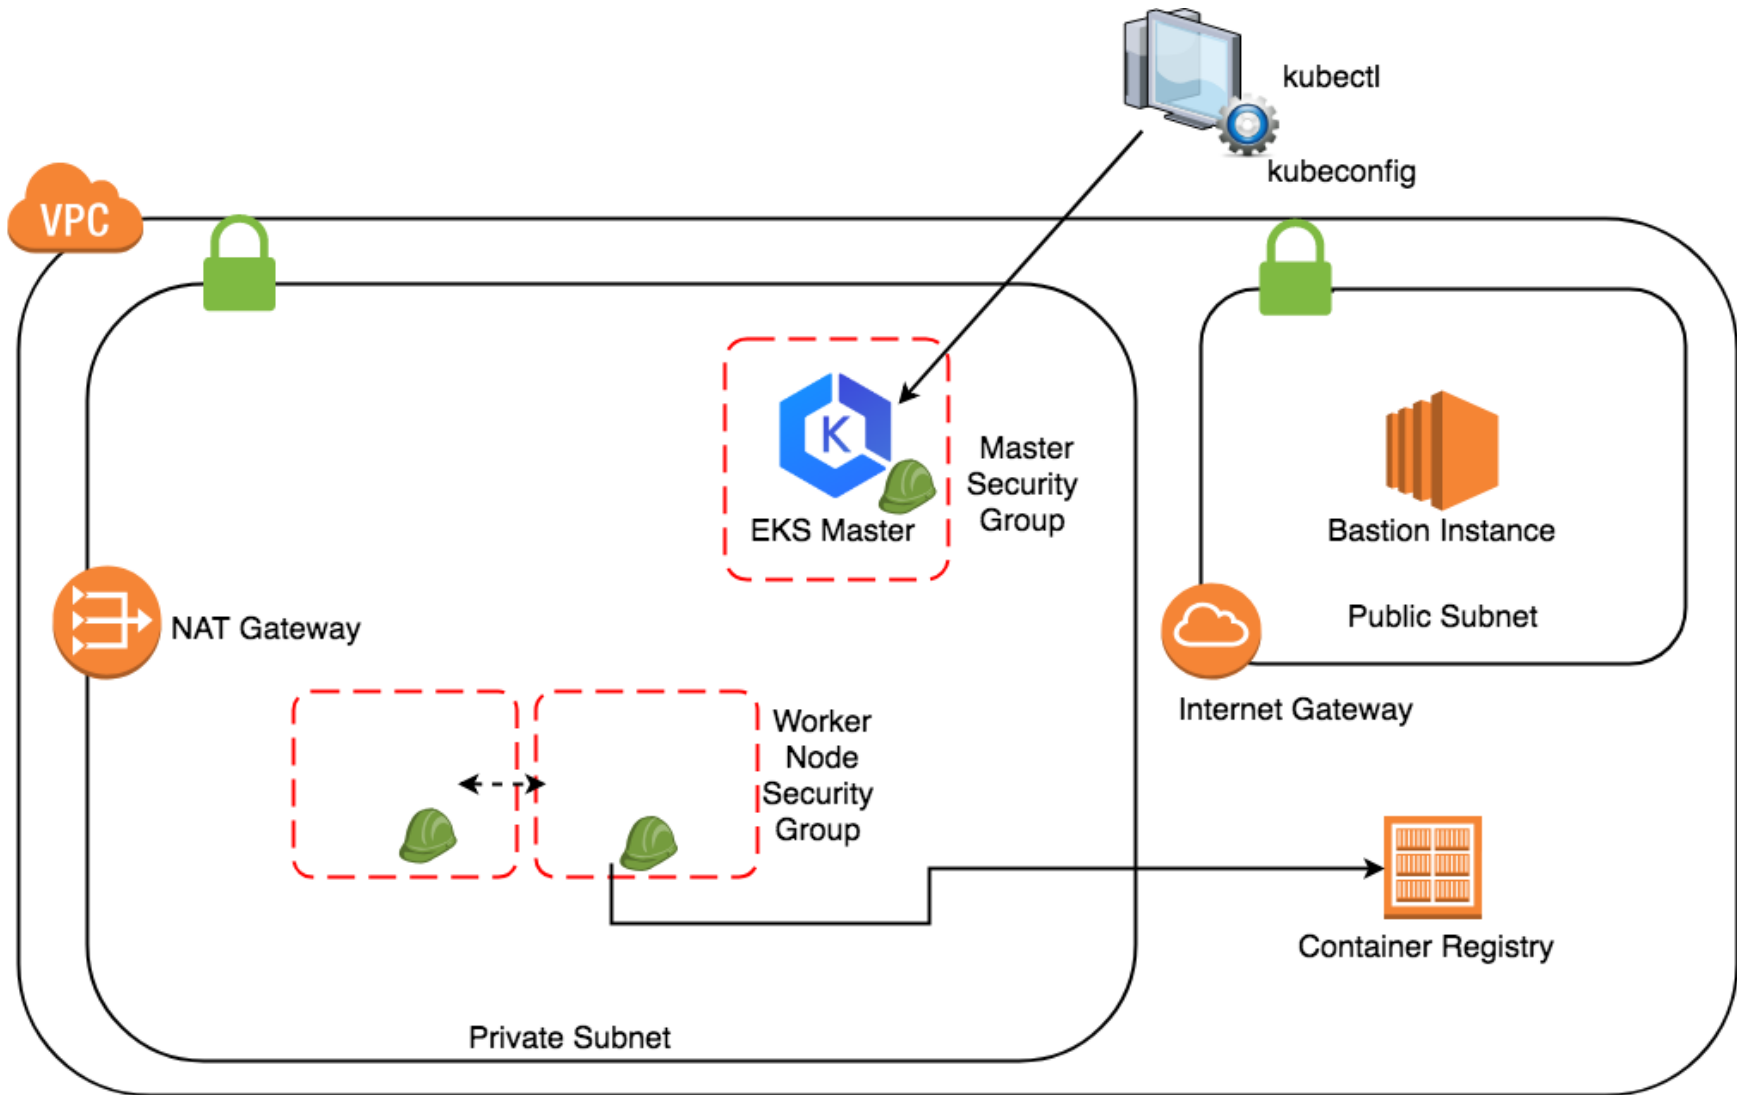 kubectl
kubeconfig
VPC
K
EKS Master
Master
Security
Group
Bastion Instance
Public Subnet
NAT Gateway
Internet Gateway
Worker
Node
Security
Group
Container Registry
Private Subnet